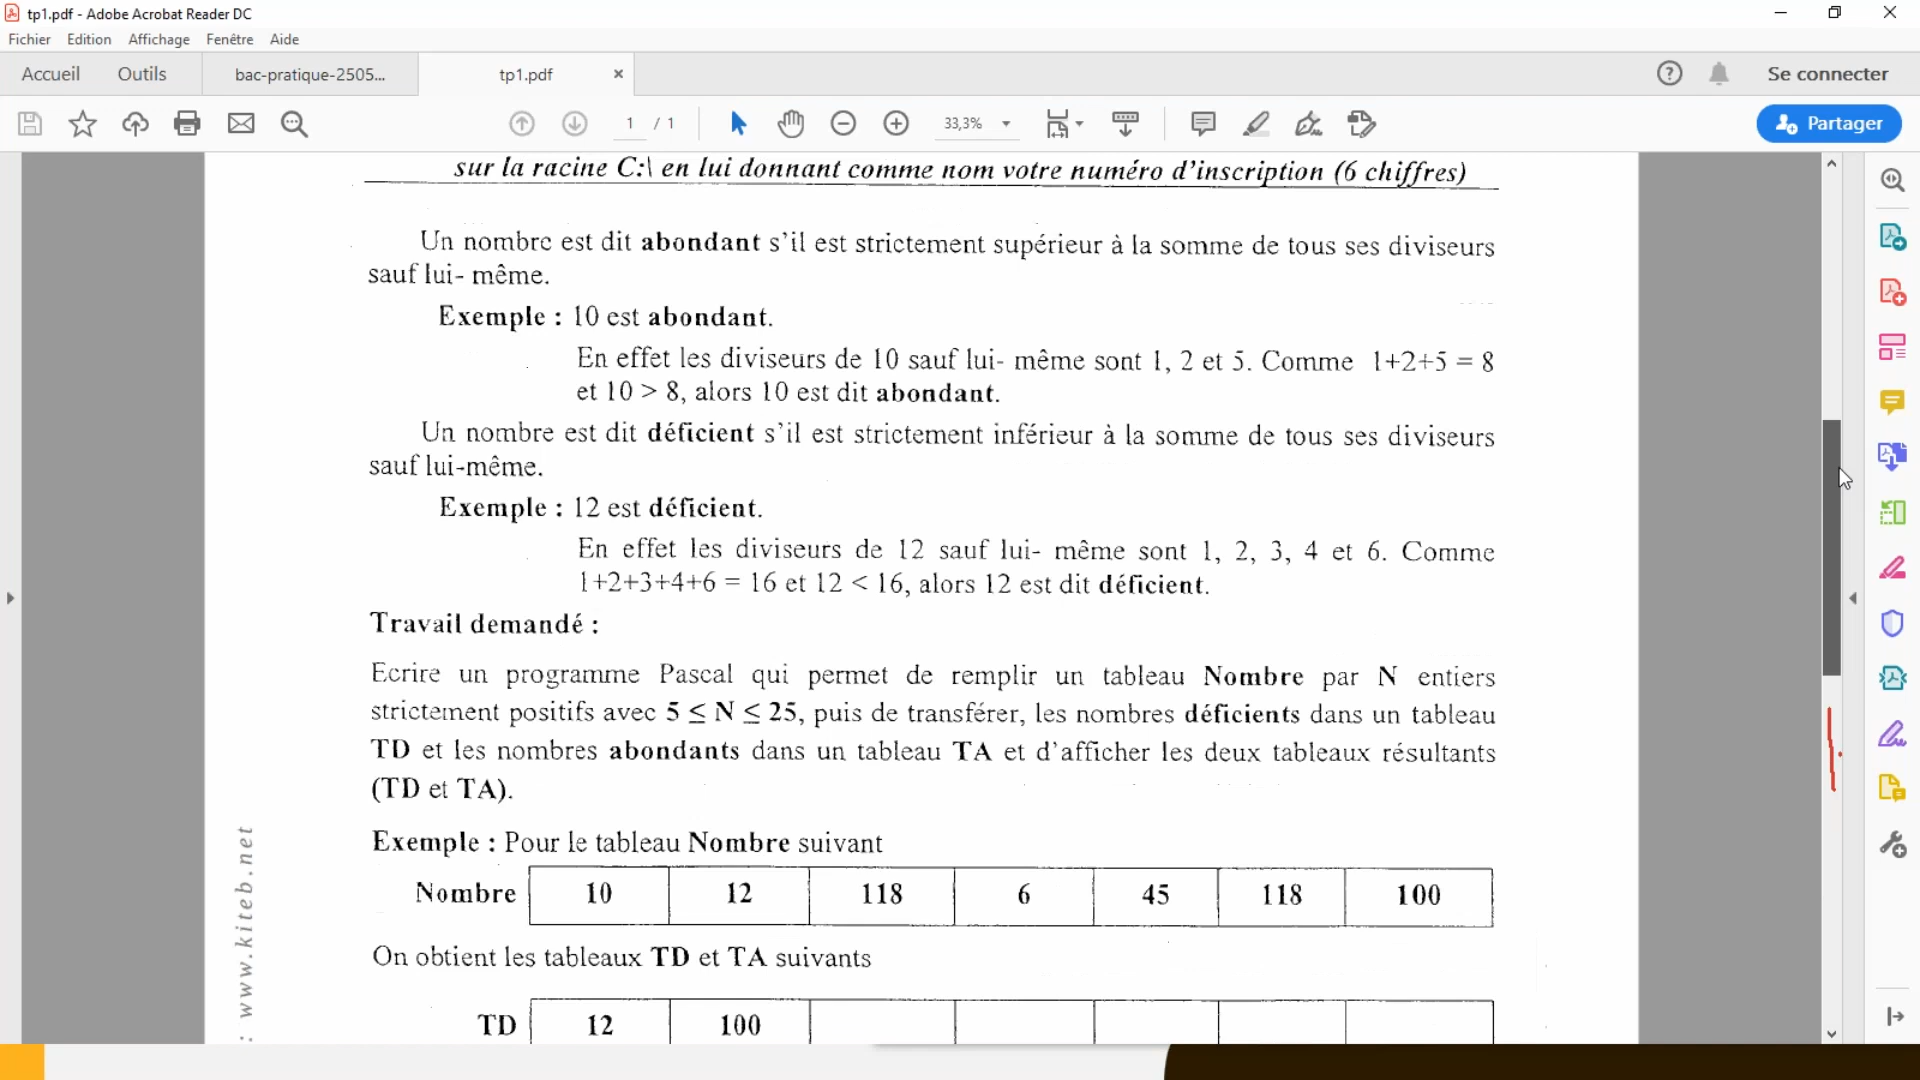 tp1.pdf - Adobe Acrobat Reader DC
Fichier Edition Affichage Fenêtre Aide
Accueil Outils bac-pratique-2505... tp1.pdf ×
Se connecter
1 / 1 33,3%
Partager
sur la racine C:\ en lui donnant comme nom votre numéro d'inscription (6 chiffres)
Un nombre est dit abondant s'il est strictement supérieur à la somme de tous ses diviseurs
sauf lui- même.
Exemple : 10 est abondant.
En effet les diviseurs de 10 sauf lui- même sont 1, 2 et 5. Comme 1+2+5 = 8
et 10 > 8, alors 10 est dit abondant.
Un nombre est dit déficient s'il est strictement inférieur à la somme de tous ses diviseurs
sauf lui-même.
Exemple : 12 est déficient.
En effet les diviseurs de 12 sauf lui- même sont 1, 2, 3, 4 et 6. Comme
1+2+3+4+6 = 16 et 12 < 16, alors 12 est dit déficient.
Travail demandé :
Ecrire un programme Pascal qui permet de remplir un tableau Nombre par N entiers
strictement positifs avec 5 ≤ N ≤ 25, puis de transférer, les nombres déficients dans un tableau
TD et les nombres abondants dans un tableau TA et d'afficher les deux tableaux résultants
(TD et TA).
Exemple : Pour le tableau Nombre suivant
Nombre 10 12 118 6 45 118 100
On obtient les tableaux TD et TA suivants
TD 12 100
: www.kiteb.net